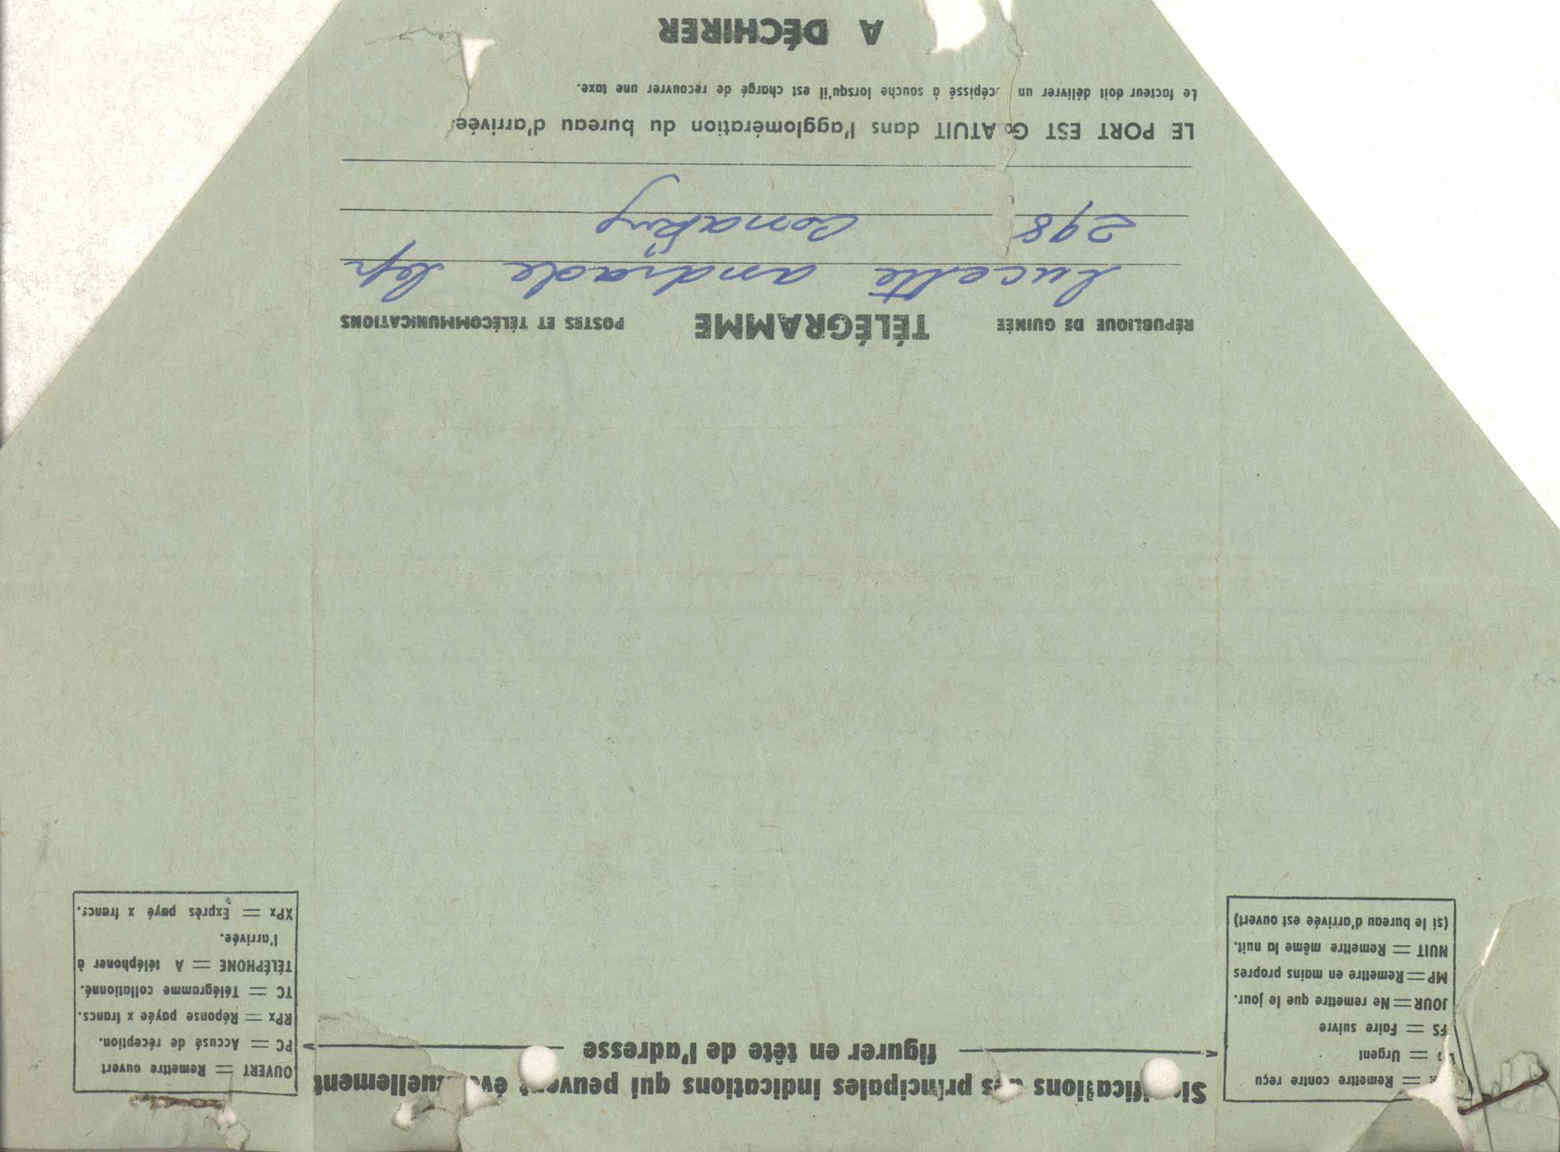 Significations des principales indications qui peuvent éventuellement
figurer en tête de l'adresse
= Remettre contre reçu
= Urgent
FS = Faire suivre
JOUR = Ne remettre que le jour.
MP = Remettre en mains propres
NUIT = Remettre même la nuit.
(si le bureau d'arrivée est ouvert)
OUVERT = Remettre ouvert
PC = Accusé de réception.
RPx = Réponse payée x francs.
TC = Télégramme collationné.
TÉLÉPHONE = A téléphoner à
l'arrivée.
XPx = Exprès payé x francs.
RÉPUBLIQUE DE GUINÉE TÉLÉGRAMME POSTES ET TÉLÉCOMMUNICATIONS
Lucette andrade bp
298 Conakry
LE PORT EST GRATUIT dans l'agglomération du bureau d'arrivée
Le facteur doit délivrer un récépissé à souche lorsqu'il est chargé de recouvrer une taxe.
A DÉCHIRER